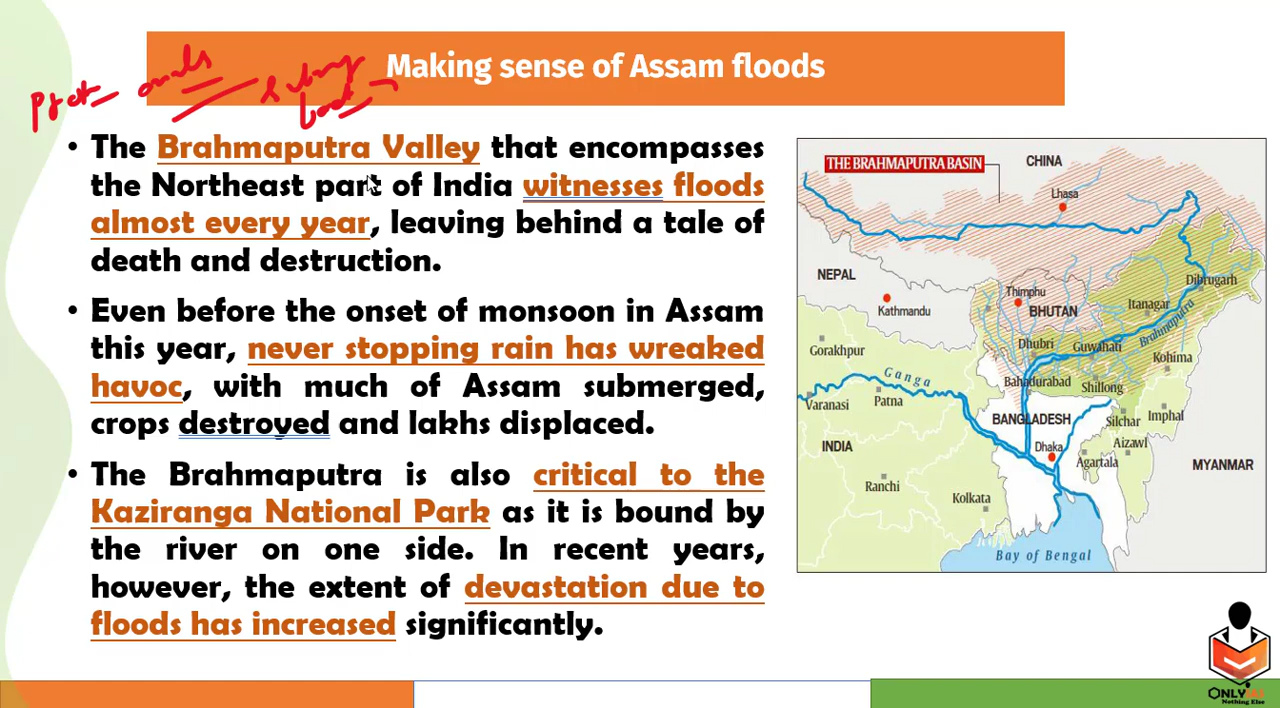 Making sense of Assam floods
• The Brahmaputra Valley that encompasses
the Northeast part of India witnesses floods
almost every year, leaving behind a tale of
death and destruction.
• Even before the onset of monsoon in Assam
this year, never stopping rain has wreaked
havoc, with much of Assam submerged,
crops destroyed and lakhs displaced.
• The Brahmaputra is also critical to the
Kaziranga National Park as it is bound by
the river on one side. In recent years,
however, the extent of devastation due to
floods has increased significantly.
THE BRAHMAPUTRA BASIN
CHINA
Lhasa
NEPAL
Kathmandu
Thimphu
BHUTAN
Dibrugarh
Itanagar
Brahmaputra
Gorakhpur
Dhubri
Guwahati
Kohima
Ganga
Bahadurabad
Shillong
Varanasi
Patna
BANGLADESH
Silchar
Imphal
INDIA
Dhaka
Aizawl
Agartala
MYANMAR
Ranchi
Kolkata
Bay of Bengal
ONLYIAS
Nothing Else